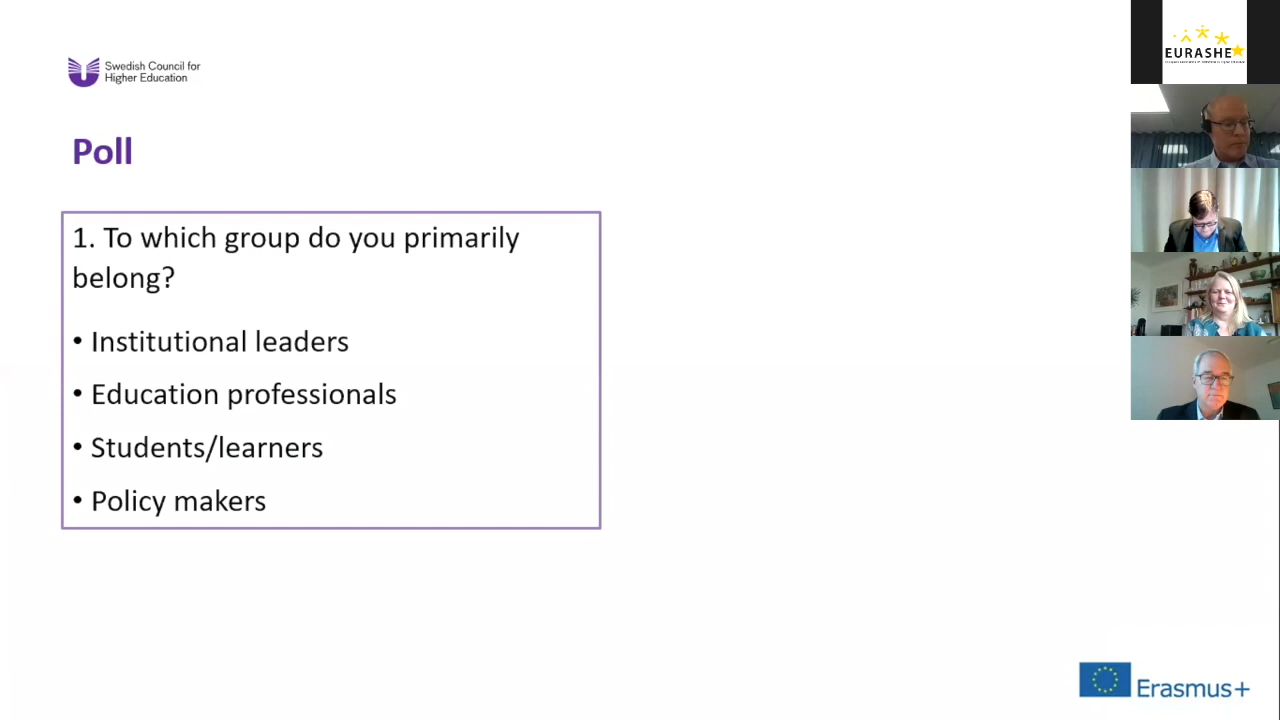 Swedish Council for
Higher Education
Poll
1. To which group do you primarily
belong?
• Institutional leaders
• Education professionals
• Students/learners
• Policy makers
EURASHE
Erasmus+